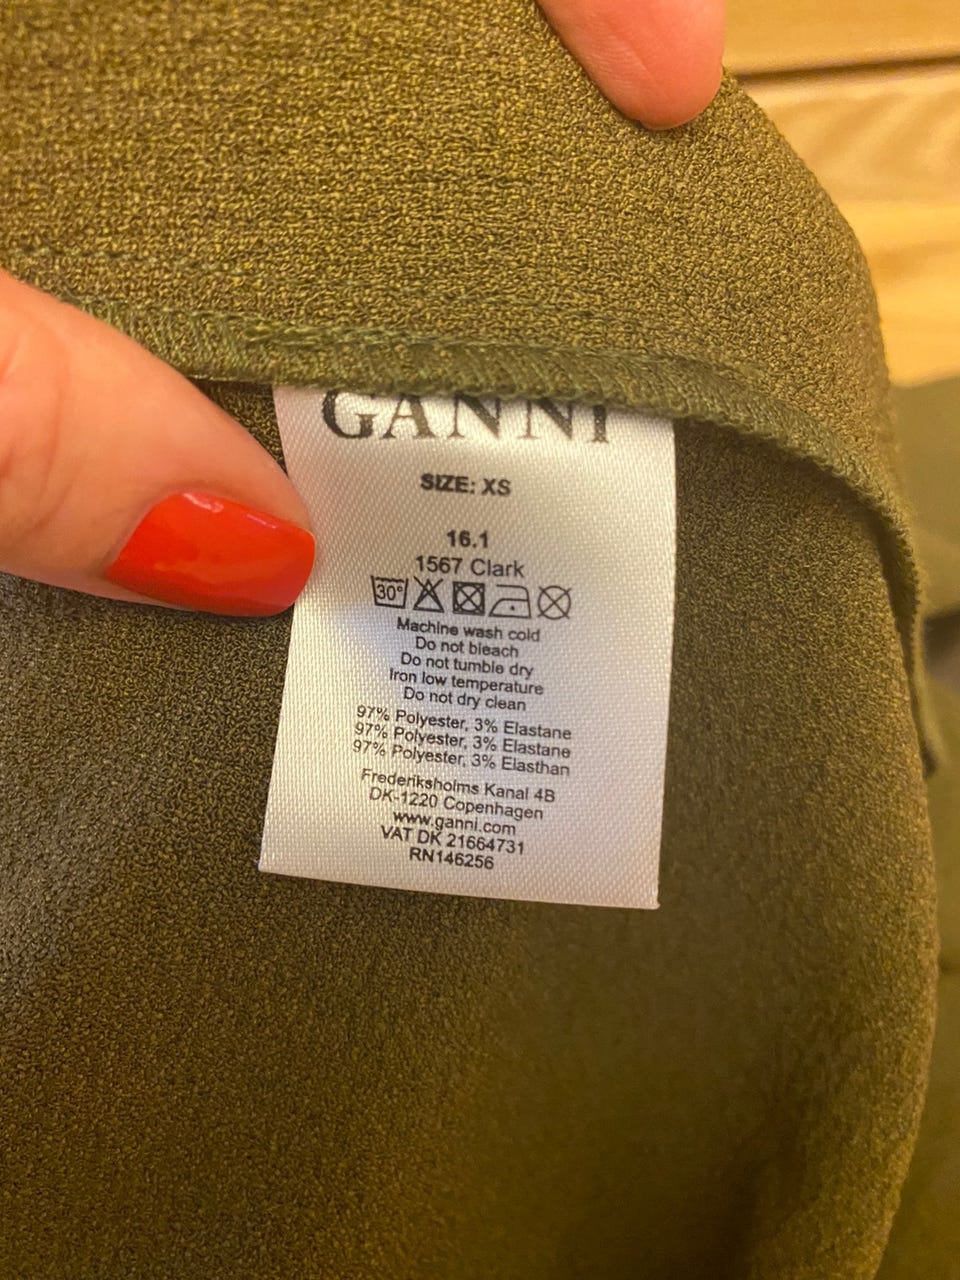 GANNI
SIZE: XS
16.1
1567 Clark
30°
Machine wash cold
Do not bleach
Do not tumble dry
Iron low temperature
Do not dry clean
97% Polyester, 3% Elastane
97% Polyester, 3% Elastane
97% Polyester, 3% Elasthan
Frederiksholms Kanal 4B
DK-1220 Copenhagen
www.ganni.com
VAT DK 21664731
RN146256